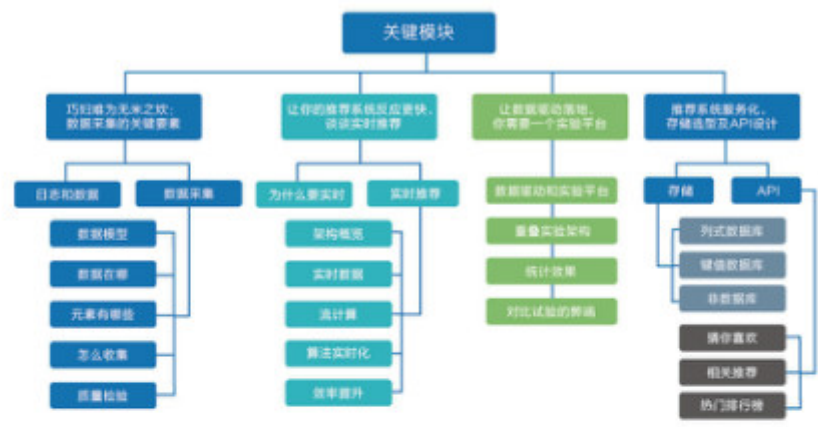 关键模块
巧妇难为无米之炊：
数据采集的关键要素
让你的推荐系统反应更快，
谈谈实时推荐
让数据驱动落地，
你需要一个实验平台
推荐系统服务化、
存储选型及API设计
日志和数据
数据采集
为什么要实时
实时推荐
数据驱动和实验平台
存储
API
数据模型
架构概览
重叠实验架构
列式数据库
数据在哪
实时数据
统计效果
键值数据库
元素有哪些
流计算
对比试验的弊端
非数据库
怎么收集
算法实时化
猜你喜欢
质量检验
效率提升
相关推荐
热门排行榜